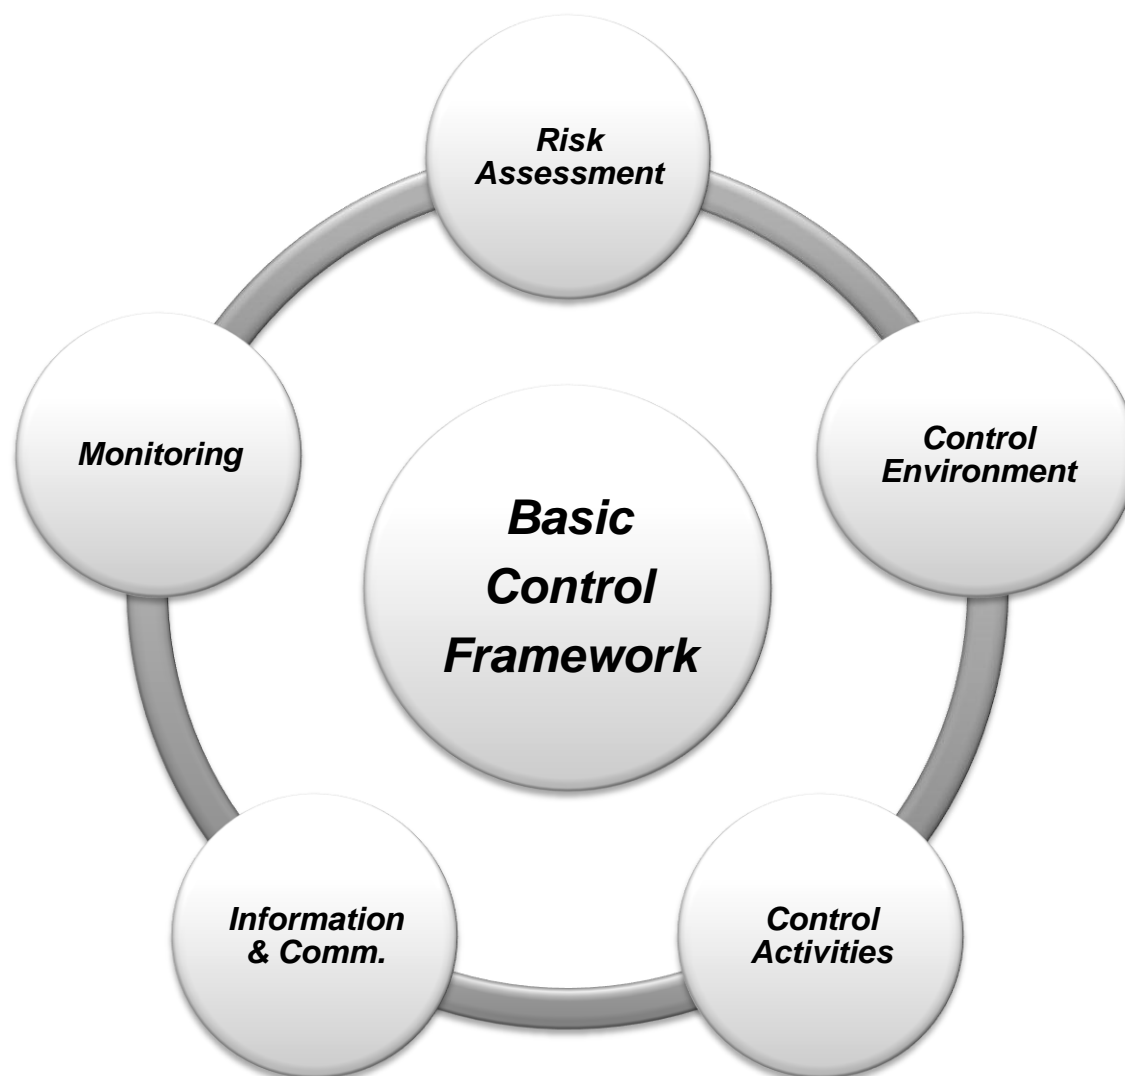 Risk
Assessment
Control
Environment
Control
Activities
Information
& Comm.
Monitoring
Basic
Control
Framework